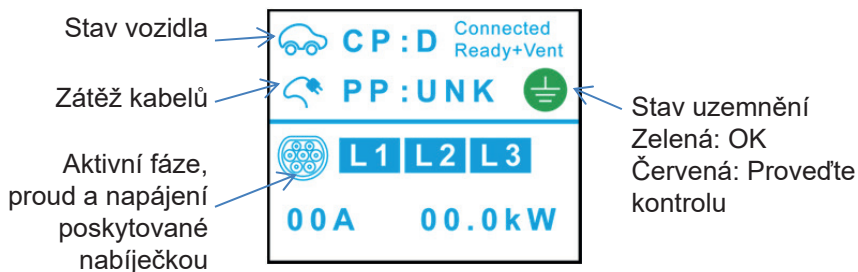 Stav vozidla
Zátěž kabelů
Aktivní fáze,
proud a napájení
poskytované
nabíječkou
CP:D Connected
Ready+Vent
PP:UNK
L1 L2 L3
00A 00.0kW
Stav uzemnění
Zelená: OK
Červená: Proveďte
kontrolu